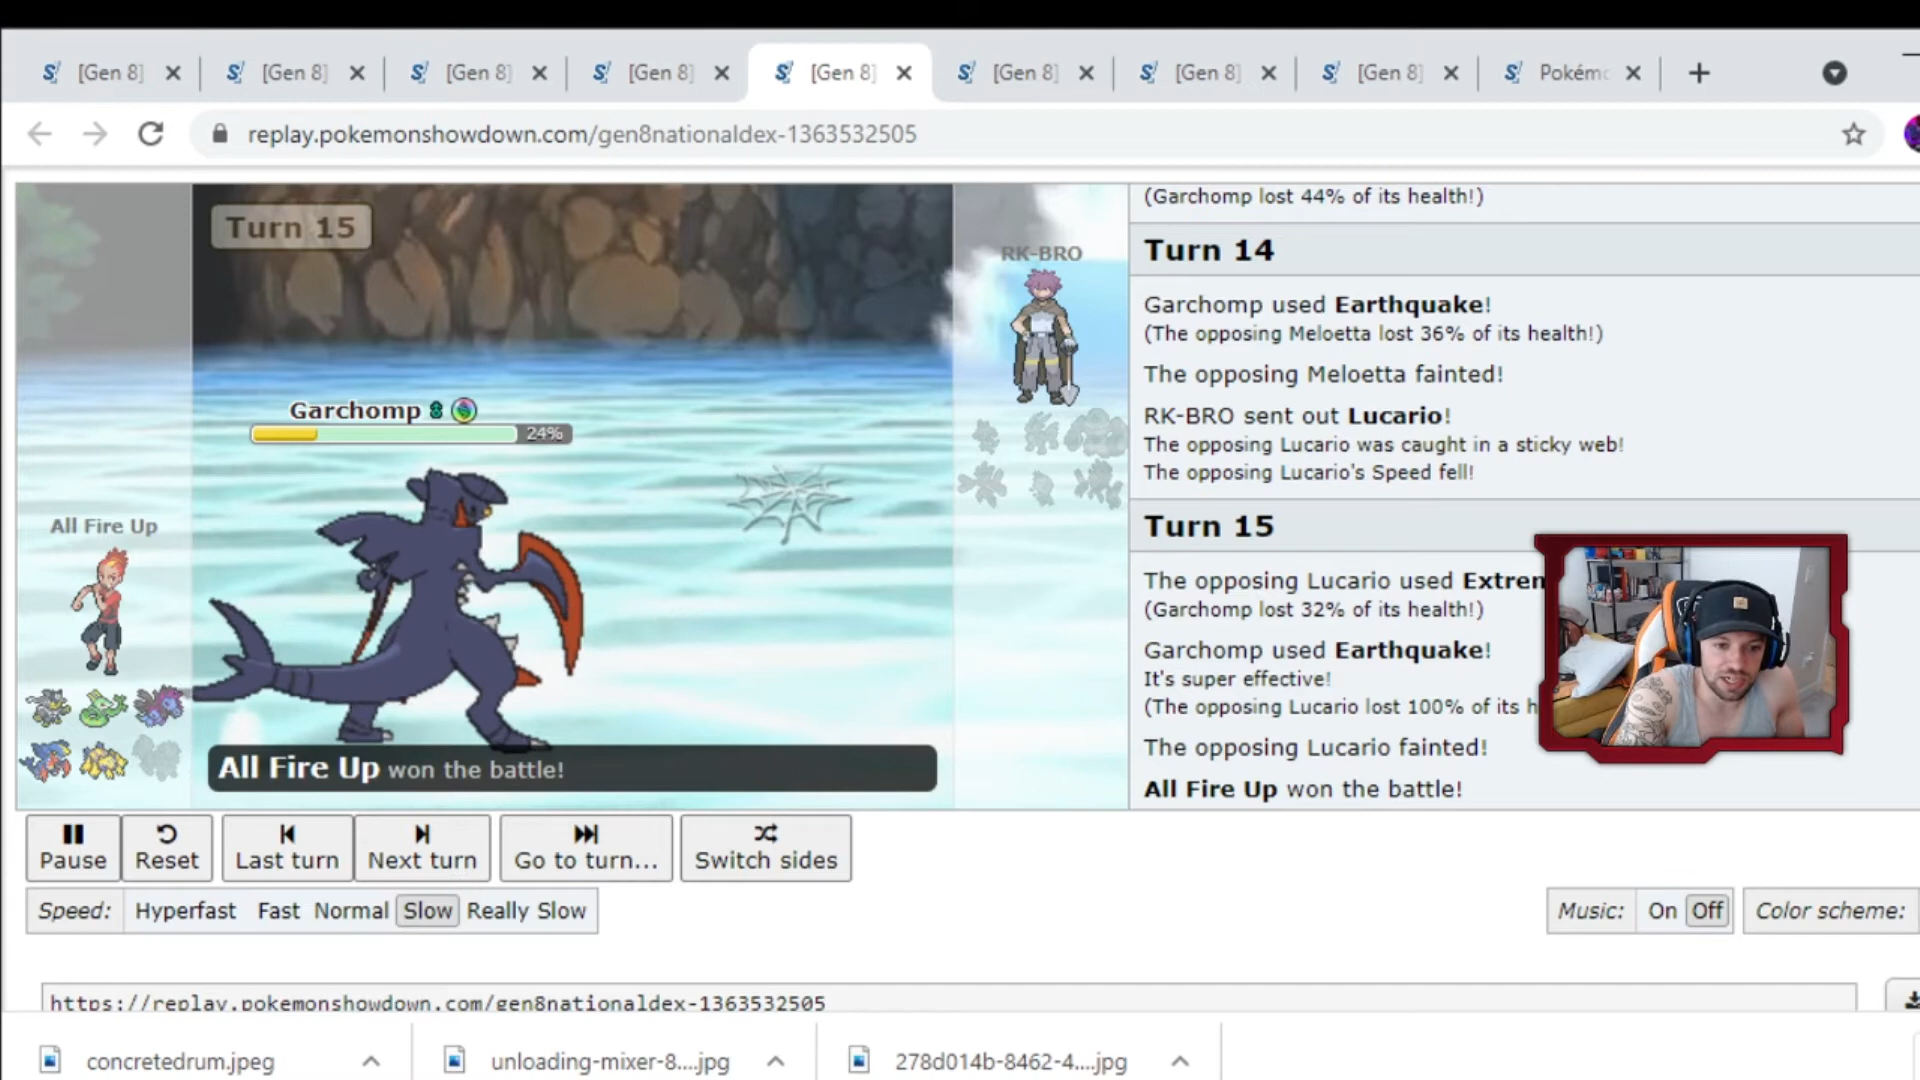 [Gen 8]
[Gen 8]
[Gen 8]
[Gen 8]
[Gen 8]
[Gen 8]
[Gen 8]
[Gen 8]
Pokémo
replay.pokemonshowdown.com/gen8nationaldex-1363532505
Turn 15
RK-BRO
Garchomp
24%
All Fire Up
All Fire Up won the battle!
(Garchomp lost 44% of its health!)
Turn 14
Garchomp used Earthquake!
(The opposing Meloetta lost 36% of its health!)
The opposing Meloetta fainted!
RK-BRO sent out Lucario!
The opposing Lucario was caught in a sticky web!
The opposing Lucario's Speed fell!
Turn 15
The opposing Lucario used Extrem
(Garchomp lost 32% of its health!)
Garchomp used Earthquake!
It's super effective!
(The opposing Lucario lost 100% of its h
The opposing Lucario fainted!
All Fire Up won the battle!
Pause
Reset
Last turn
Next turn
Go to turn...
Switch sides
Speed: Hyperfast Fast Normal Slow Really Slow
Music: On Off
Color scheme:
https://replay.pokemonshowdown.com/gen8nationaldex-1363532505
concretedrum.jpeg
unloading-mixer-8....jpg
278d014b-8462-4....jpg